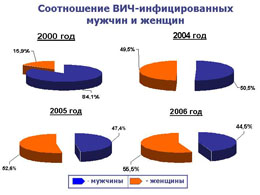 Соотношение ВИЧ-инфицированных
мужчин и женщин
2000 год
2004 год
15,9%
84,1%
49,5%
50,5%
2005 год
2006 год
47,4%
52,6%
44,5%
55,5%
- мужчины
- женщины